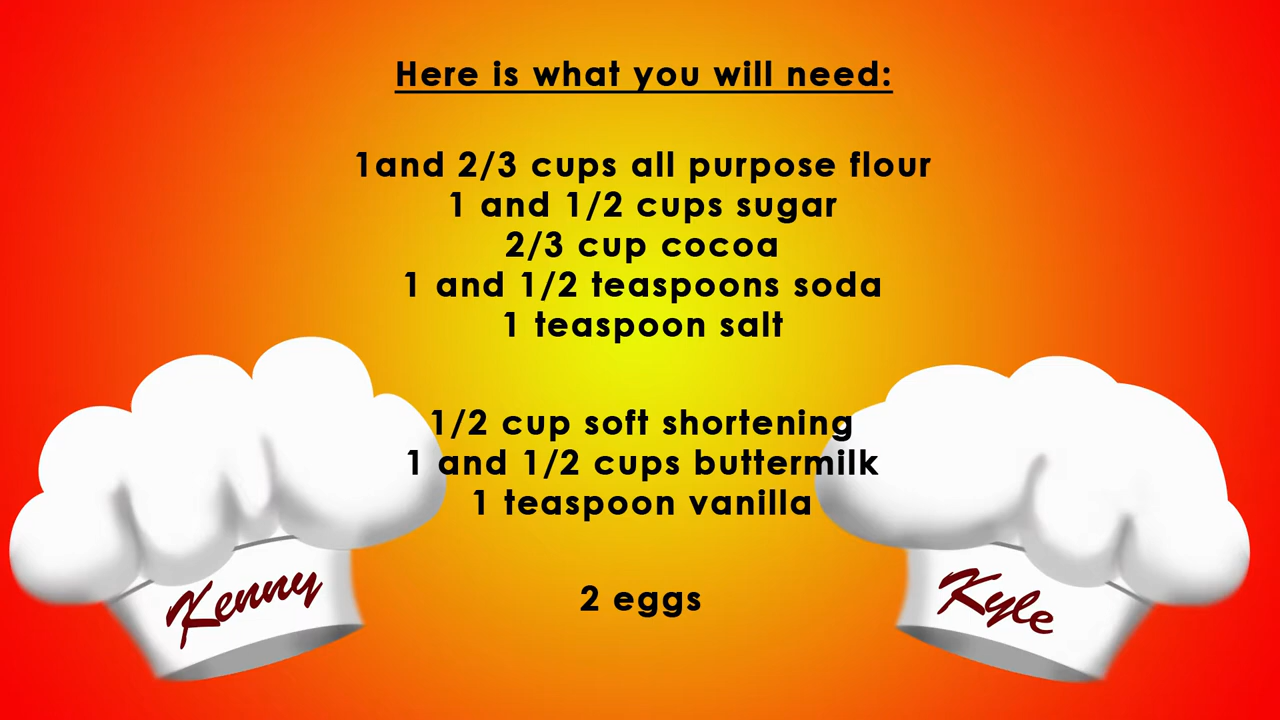 Here is what you will need:
1and 2/3 cups all purpose flour
1 and 1/2 cups sugar
2/3 cup cocoa
1 and 1/2 teaspoons soda
1 teaspoon salt
1/2 cup soft shortening
1 and 1/2 cups buttermilk
1 teaspoon vanilla
2 eggs
Kenny
Kyle